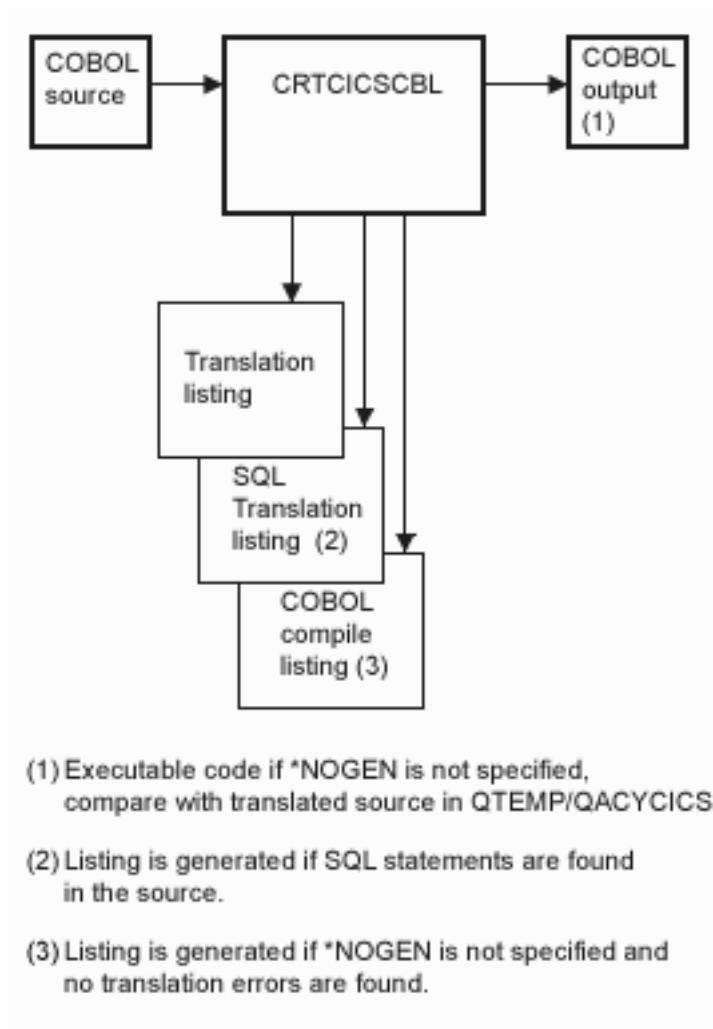 COBOL
source
CRTCICSCBL
COBOL
output
(1)
Translation
listing
SQL
Translation
listing (2)
COBOL
compile
listing (3)
(1) Executable code if *NOGEN is not specified,
compare with translated source in QTEMP/QACYCICS
(2) Listing is generated if SQL statements are found
in the source.
(3) Listing is generated if *NOGEN is not specified and
no translation errors are found.